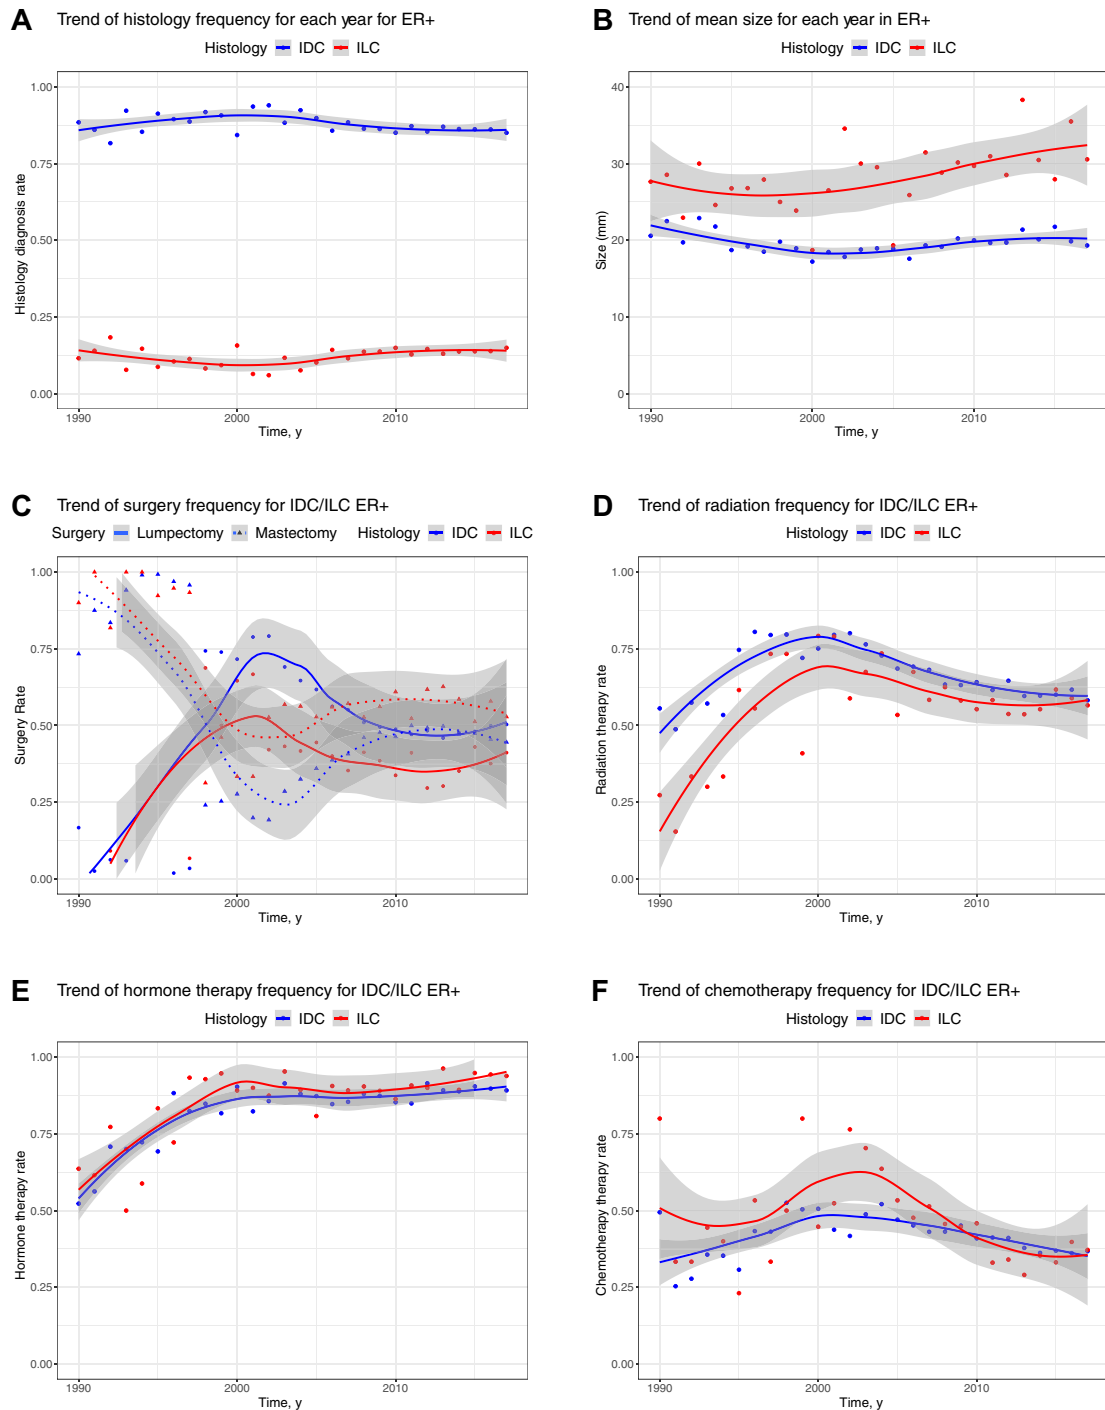 A Trend of histology frequency for each year for ER+
Histology IDC ILC
1.00
0.75
0.50
0.25
0.00
Histology diagnosis rate
1990 2000 2010
Time, y
B Trend of mean size for each year in ER+
Histology IDC ILC
40
30
20
10
0
Size (mm)
1990 2000 2010
Time, y
C Trend of surgery frequency for IDC/ILC ER+
Surgery Lumpectomy Mastectomy Histology IDC ILC
1.00
0.75
0.50
0.25
0.00
Surgery Rate
1990 2000 2010
Time, y
D Trend of radiation frequency for IDC/ILC ER+
Histology IDC ILC
1.00
0.75
0.50
0.25
0.00
Radiation therapy rate
1990 2000 2010
Time, y
E Trend of hormone therapy frequency for IDC/ILC ER+
Histology IDC ILC
1.00
0.75
0.50
0.25
0.00
Hormone therapy rate
1990 2000 2010
Time, y
F Trend of chemotherapy frequency for IDC/ILC ER+
Histology IDC ILC
1.00
0.75
0.50
0.25
0.00
Chemotherapy therapy rate
1990 2000 2010
Time, y